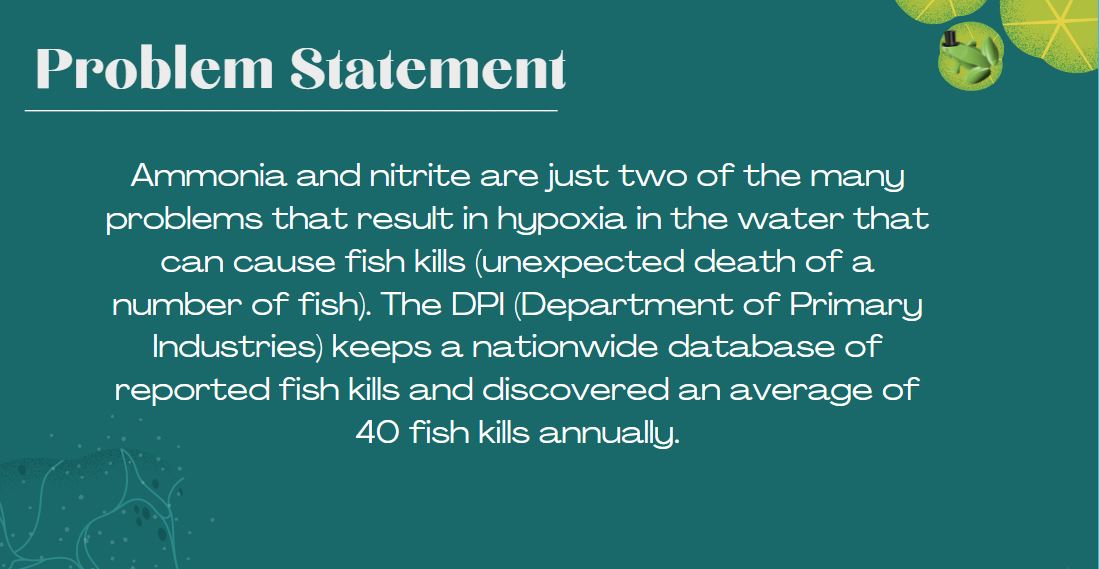 Problem Statement
Ammonia and nitrite are just two of the many
problems that result in hypoxia in the water that
can cause fish kills (unexpected death of a
number of fish). The DPI (Department of Primary
Industries) keeps a nationwide database of
reported fish kills and discovered an average of
40 fish kills annually.